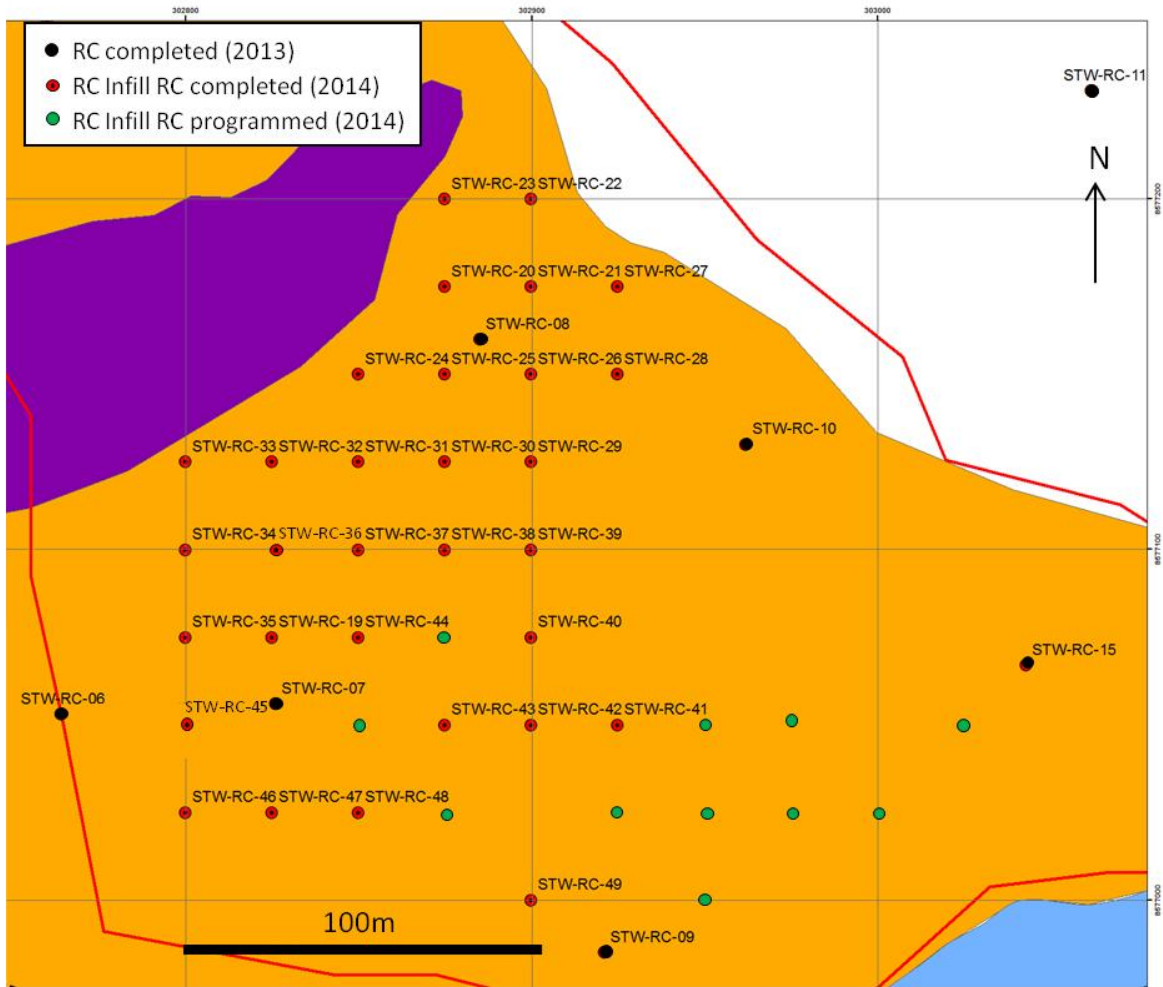 302800 302900 303000
RC completed (2013)
RC Infill RC completed (2014)
RC Infill RC programmed (2014)
STW-RC-11
N
STW-RC-23 STW-RC-22
8677200
STW-RC-20 STW-RC-21 STW-RC-27
STW-RC-08
STW-RC-24 STW-RC-25 STW-RC-26 STW-RC-28
STW-RC-10
STW-RC-33 STW-RC-32 STW-RC-31 STW-RC-30 STW-RC-29
STW-RC-34 STW-RC-36 STW-RC-37 STW-RC-38 STW-RC-39
8677100
STW-RC-35 STW-RC-19 STW-RC-44 STW-RC-40
STW-RC-15
STW-RC-06 STW-RC-07
STW-RC-45 STW-RC-43 STW-RC-42 STW-RC-41
STW-RC-46 STW-RC-47 STW-RC-48
STW-RC-49
8677000
100m
STW-RC-09